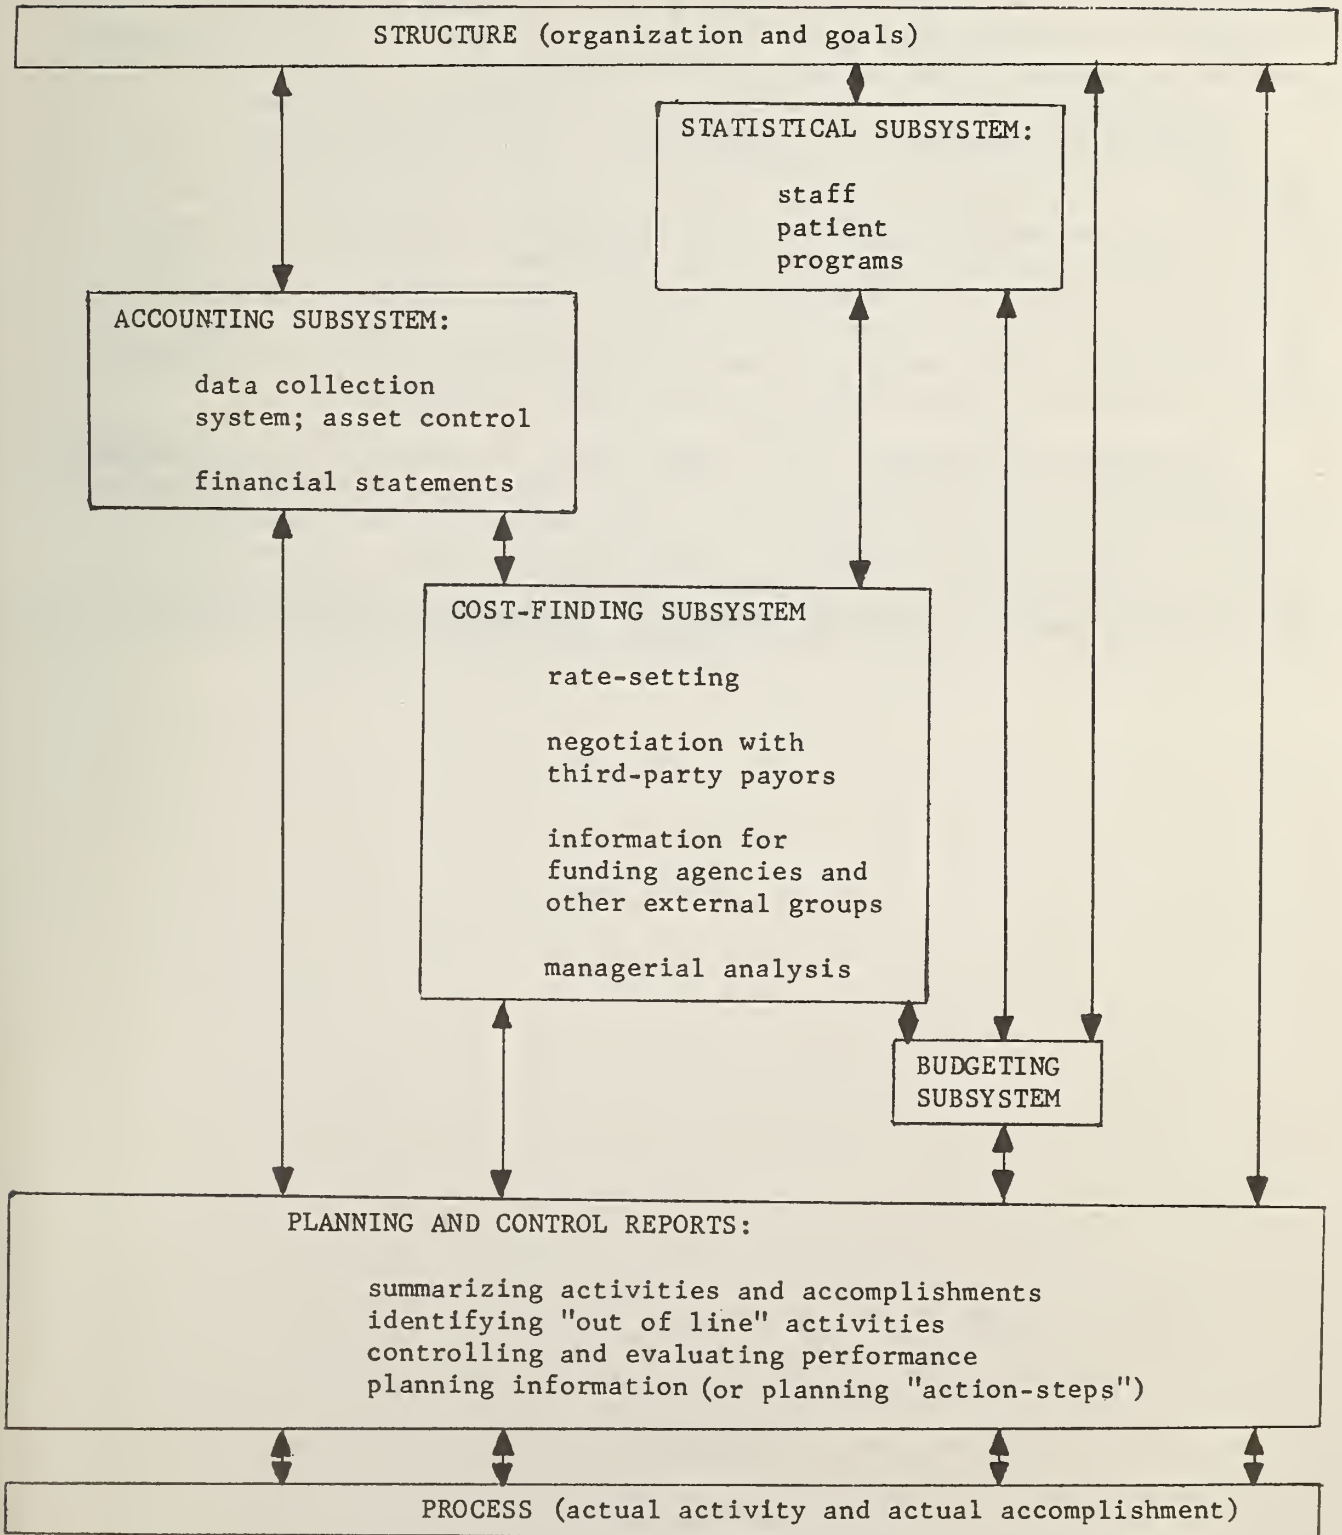 STRUCTURE (organization and goals)
STATISTICAL SUBSYSTEM:
staff
patient
programs
ACCOUNTING SUBSYSTEM:
data collection
system; asset control
financial statements
COST-FINDING SUBSYSTEM
rate-setting
negotiation with
third-party payors
information for
funding agencies and
other external groups
managerial analysis
BUDGETING
SUBSYSTEM
PLANNING AND CONTROL REPORTS:
summarizing activities and accomplishments
identifying "out of line" activities
controlling and evaluating performance
planning information (or planning "action-steps")
PROCESS (actual activity and actual accomplishment)